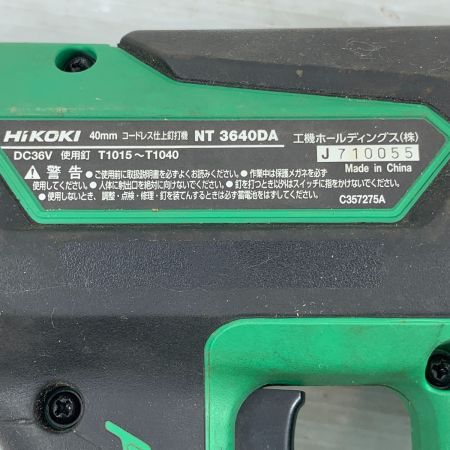 HiKOKI 40mm コードレス仕上釘打機 NT 3640DA 工機ホールディングス(株)
DC36V 使用釘 T1015～T1040 J710055
Made in China
⚠警告 ●ご使用前に取扱説明書を必ずよくお読みください。●作業中は保護メガネを必ず
使用してください。●人体に射出口を絶対に向けないでください。●釘を打つとき以外はスイッチに指をかけないでください。
●使用しないとき、調整・点検・修理・釘を装てんするときは必ず蓄電池をはずしてください。 C357275A